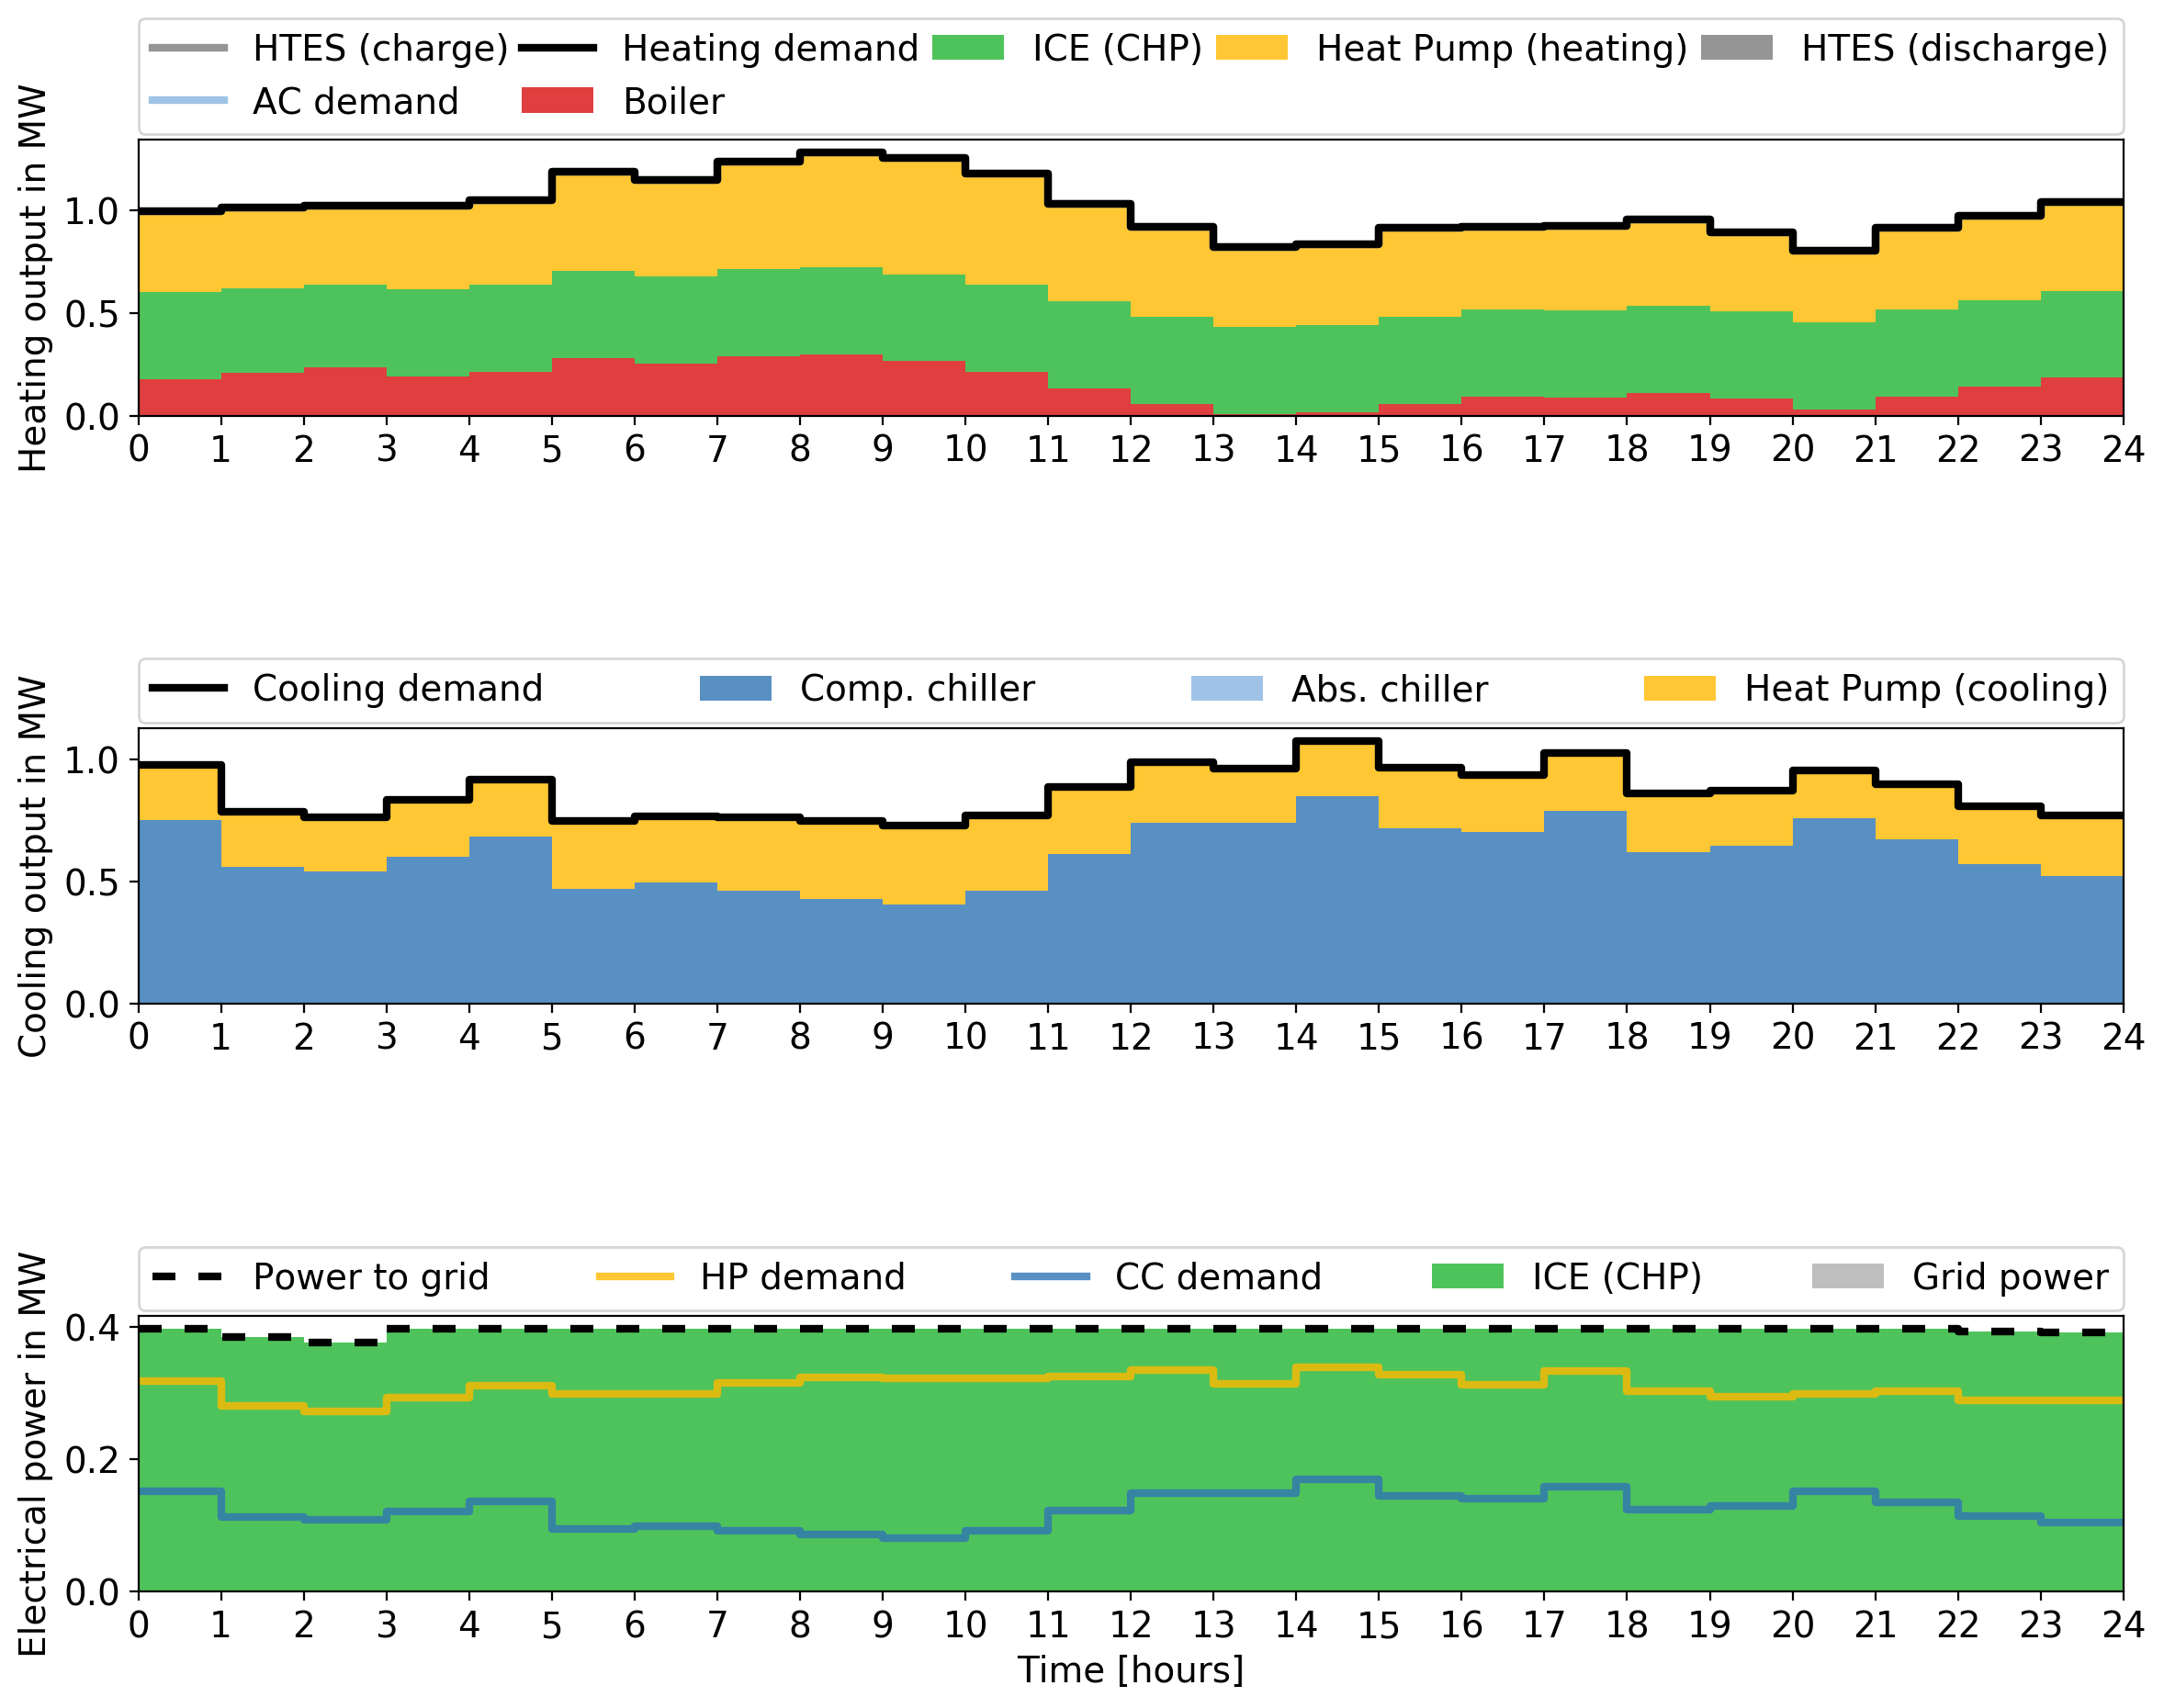 HTES (charge) Heating demand ICE (CHP) Heat Pump (heating) HTES (discharge)
AC demand Boiler
Heating output in MW
1.0
0.5
0.0
0 1 2 3 4 5 6 7 8 9 10 11 12 13 14 15 16 17 18 19 20 21 22 23 24
Cooling demand Comp. chiller Abs. chiller Heat Pump (cooling)
Cooling output in MW
1.0
0.5
0.0
0 1 2 3 4 5 6 7 8 9 10 11 12 13 14 15 16 17 18 19 20 21 22 23 24
Power to grid HP demand CC demand ICE (CHP) Grid power
Electrical power in MW
0.4
0.2
0.0
0 1 2 3 4 5 6 7 8 9 10 11 12 13 14 15 16 17 18 19 20 21 22 23 24
Time [hours]